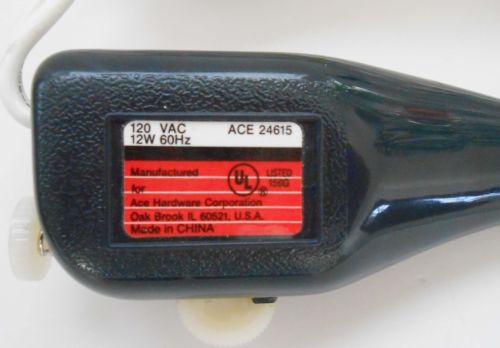 120 VAC ACE 24615
12W 60Hz
Manufactured
for
UL ® LISTED
156G
Ace Hardware Corporation
Oak Brook IL 60521, U.S.A.
Made in CHINA